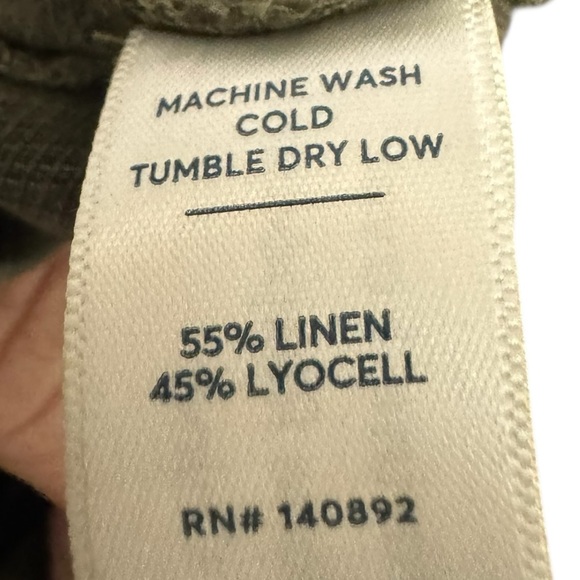 MACHINE WASH
COLD
TUMBLE DRY LOW
55% LINEN
45% LYOCELL
RN# 140892